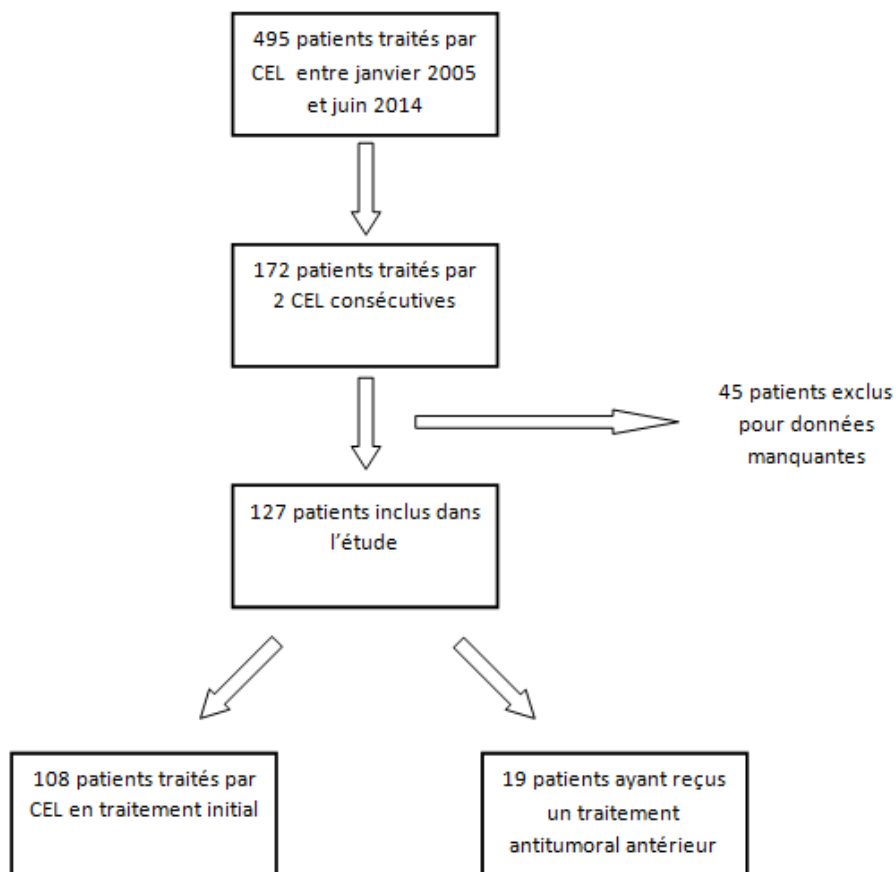 495 patients traités par
CEL entre janvier 2005
et juin 2014
172 patients traités par
2 CEL consécutives
45 patients exclus
pour données
manquantes
127 patients inclus dans
l'étude
108 patients traités par
CEL en traitement initial
19 patients ayant reçus
un traitement
antitumoral antérieur